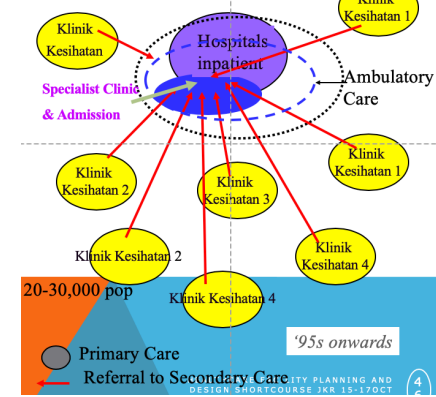 Klinik
Kesihatan 1
Klinik
Kesihatan
Hospitals
inpatient
Ambulatory
Care
Specialist Clinic
& Admission
Klinik
Kesihatan 1
Klinik
Kesihatan 2
Klinik
Kesihatan 3
Klinik
Kesihatan 2
Klinik
Kesihatan 4
20-30,000 pop
Klinik Kesihatan 4
'95s onwards
Primary Care
Referral to Secondary Care
PLANNING AND
DESIGN SHORTCOURSE JKR 15-17OCT
4